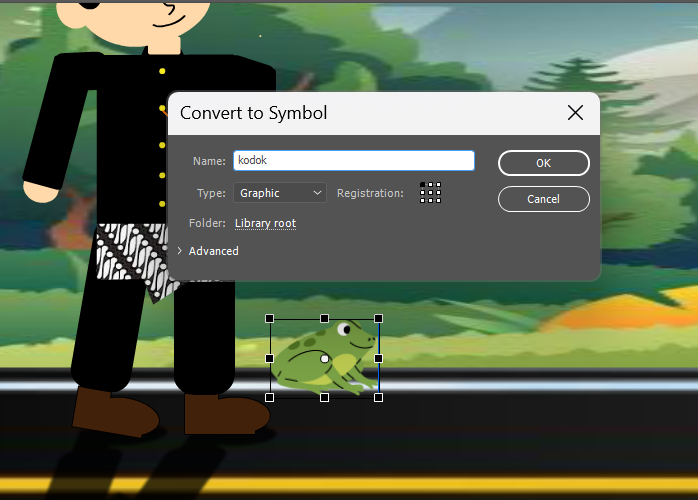 Convert to Symbol
Name: kodok
OK
Type: Graphic Registration:
Cancel
Folder: Library root
Advanced